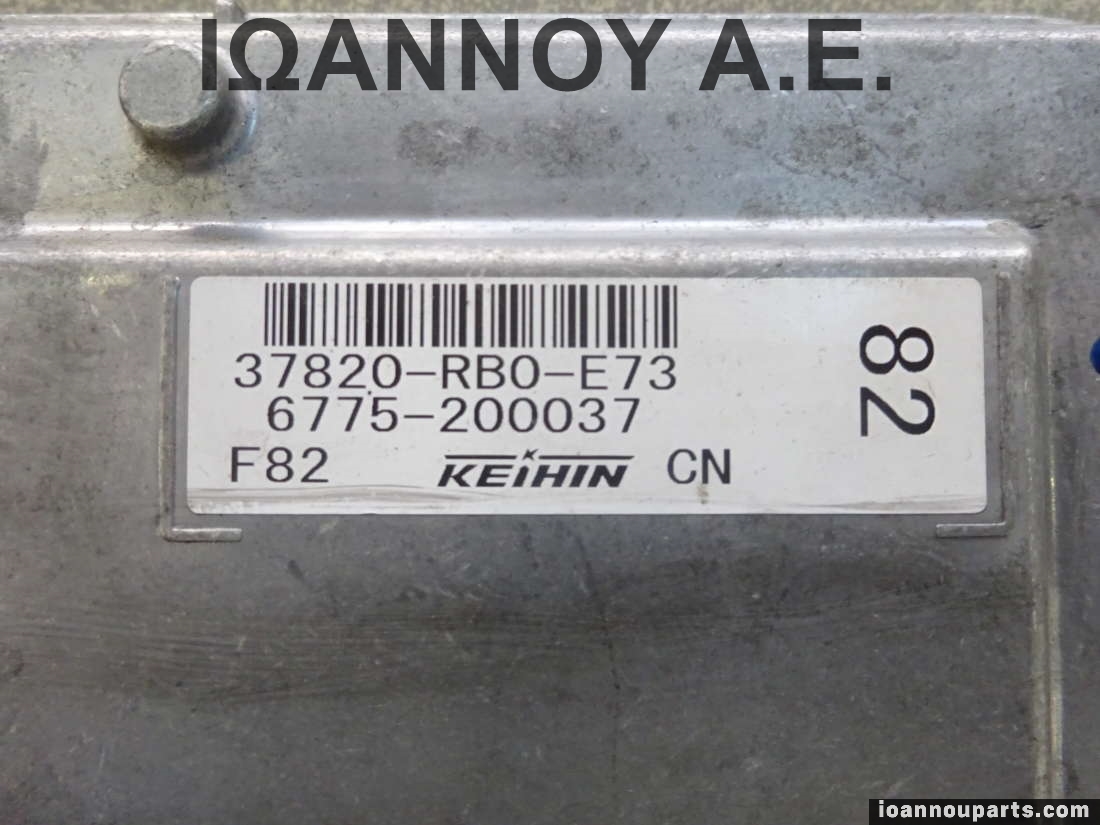 ΙΩΑΝΝΟΥ Α.Ε.
37820-RB0-E73
6775-200037
F82 KEIHIN CN
82
ioannouparts.com